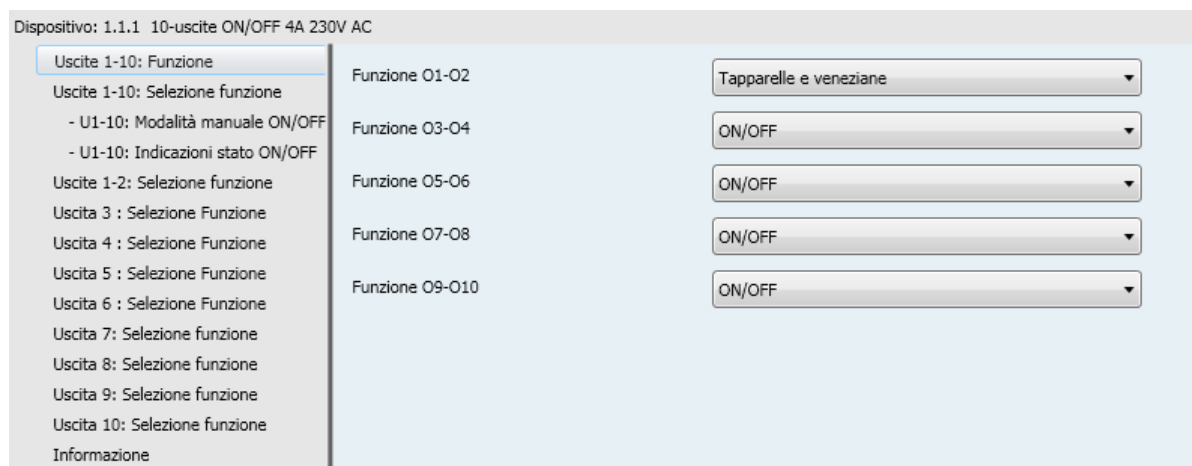 Dispositivo: 1.1.1 10-uscite ON/OFF 4A 230V AC
Uscite 1-10: Funzione
Uscite 1-10: Selezione funzione
- U1-10: Modalità manuale ON/OFF
- U1-10: Indicazioni stato ON/OFF
Uscite 1-2: Selezione funzione
Uscita 3 : Selezione Funzione
Uscita 4 : Selezione Funzione
Uscita 5 : Selezione Funzione
Uscita 6 : Selezione Funzione
Uscita 7: Selezione funzione
Uscita 8: Selezione funzione
Uscita 9: Selezione funzione
Uscita 10: Selezione funzione
Informazione
Funzione O1-O2 Tapparelle e veneziane
Funzione O3-O4 ON/OFF
Funzione O5-O6 ON/OFF
Funzione O7-O8 ON/OFF
Funzione O9-O10 ON/OFF